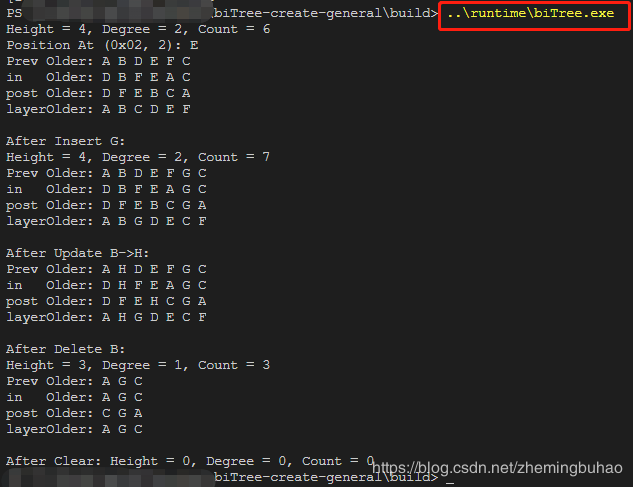 PS biTree-create-general\build> ..\runtime\biTree.exe
Height = 4, Degree = 2, Count = 6
Position At (0x02, 2): E
Prev Older: A B D E F C
in   Older: D B F E A C
post Older: D F E B C A
layerOlder: A B C D E F

After Insert G:
Height = 4, Degree = 2, Count = 7
Prev Older: A B D E F G C
in   Older: D B F E A G C
post Older: D F E B C G A
layerOlder: A B G D E C F

After Update B->H:
Prev Older: A H D E F G C
in   Older: D H F E A G C
post Older: D F E H C G A
layerOlder: A H G D E C F

After Delete B:
Height = 3, Degree = 1, Count = 3
Prev Older: A G C
in   Older: A G C
post Older: C G A
layerOlder: A G C

After Clear: Height = 0, Degree = 0, Count = 0
https://blog.csdn.net/zhemingbuhao
biTree-create-general\build> _